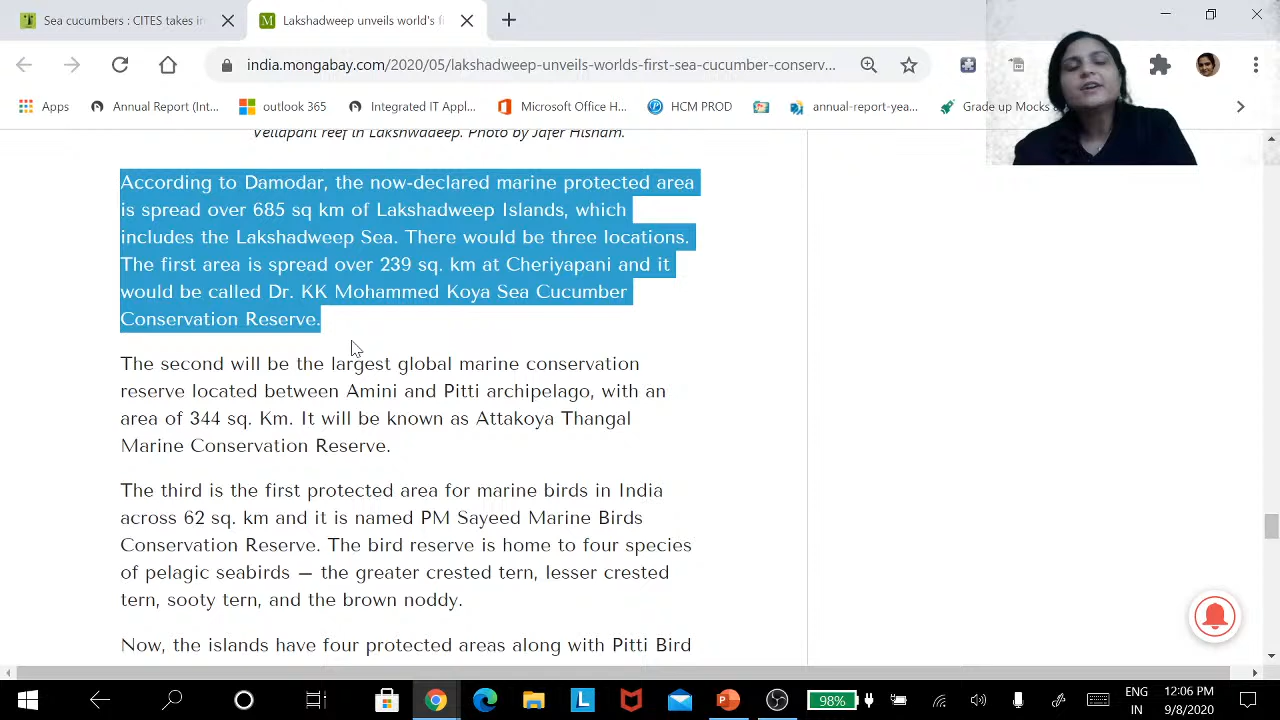 Sea cucumbers : CITES takes in
Lakshadweep unveils world's fi
india.mongabay.com/2020/05/lakshadweep-unveils-worlds-first-sea-cucumber-conserv...
Apps
Annual Report (Int...
outlook 365
Integrated IT Appl...
Microsoft Office H...
HCM PROD
annual-report-yea...
Grade up Mocks
Vellapani reef in Lakshwadeep. Photo by Jafer Hisham.
According to Damodar, the now-declared marine protected area
is spread over 685 sq km of Lakshadweep Islands, which
includes the Lakshadweep Sea. There would be three locations.
The first area is spread over 239 sq. km at Cheriyapani and it
would be called Dr. KK Mohammed Koya Sea Cucumber
Conservation Reserve.
The second will be the largest global marine conservation
reserve located between Amini and Pitti archipelago, with an
area of 344 sq. Km. It will be known as Attakoya Thangal
Marine Conservation Reserve.
The third is the first protected area for marine birds in India
across 62 sq. km and it is named PM Sayeed Marine Birds
Conservation Reserve. The bird reserve is home to four species
of pelagic seabirds – the greater crested tern, lesser crested
tern, sooty tern, and the brown noddy.
Now, the islands have four protected areas along with Pitti Bird
98%
ENG
IN
12:06 PM
9/8/2020